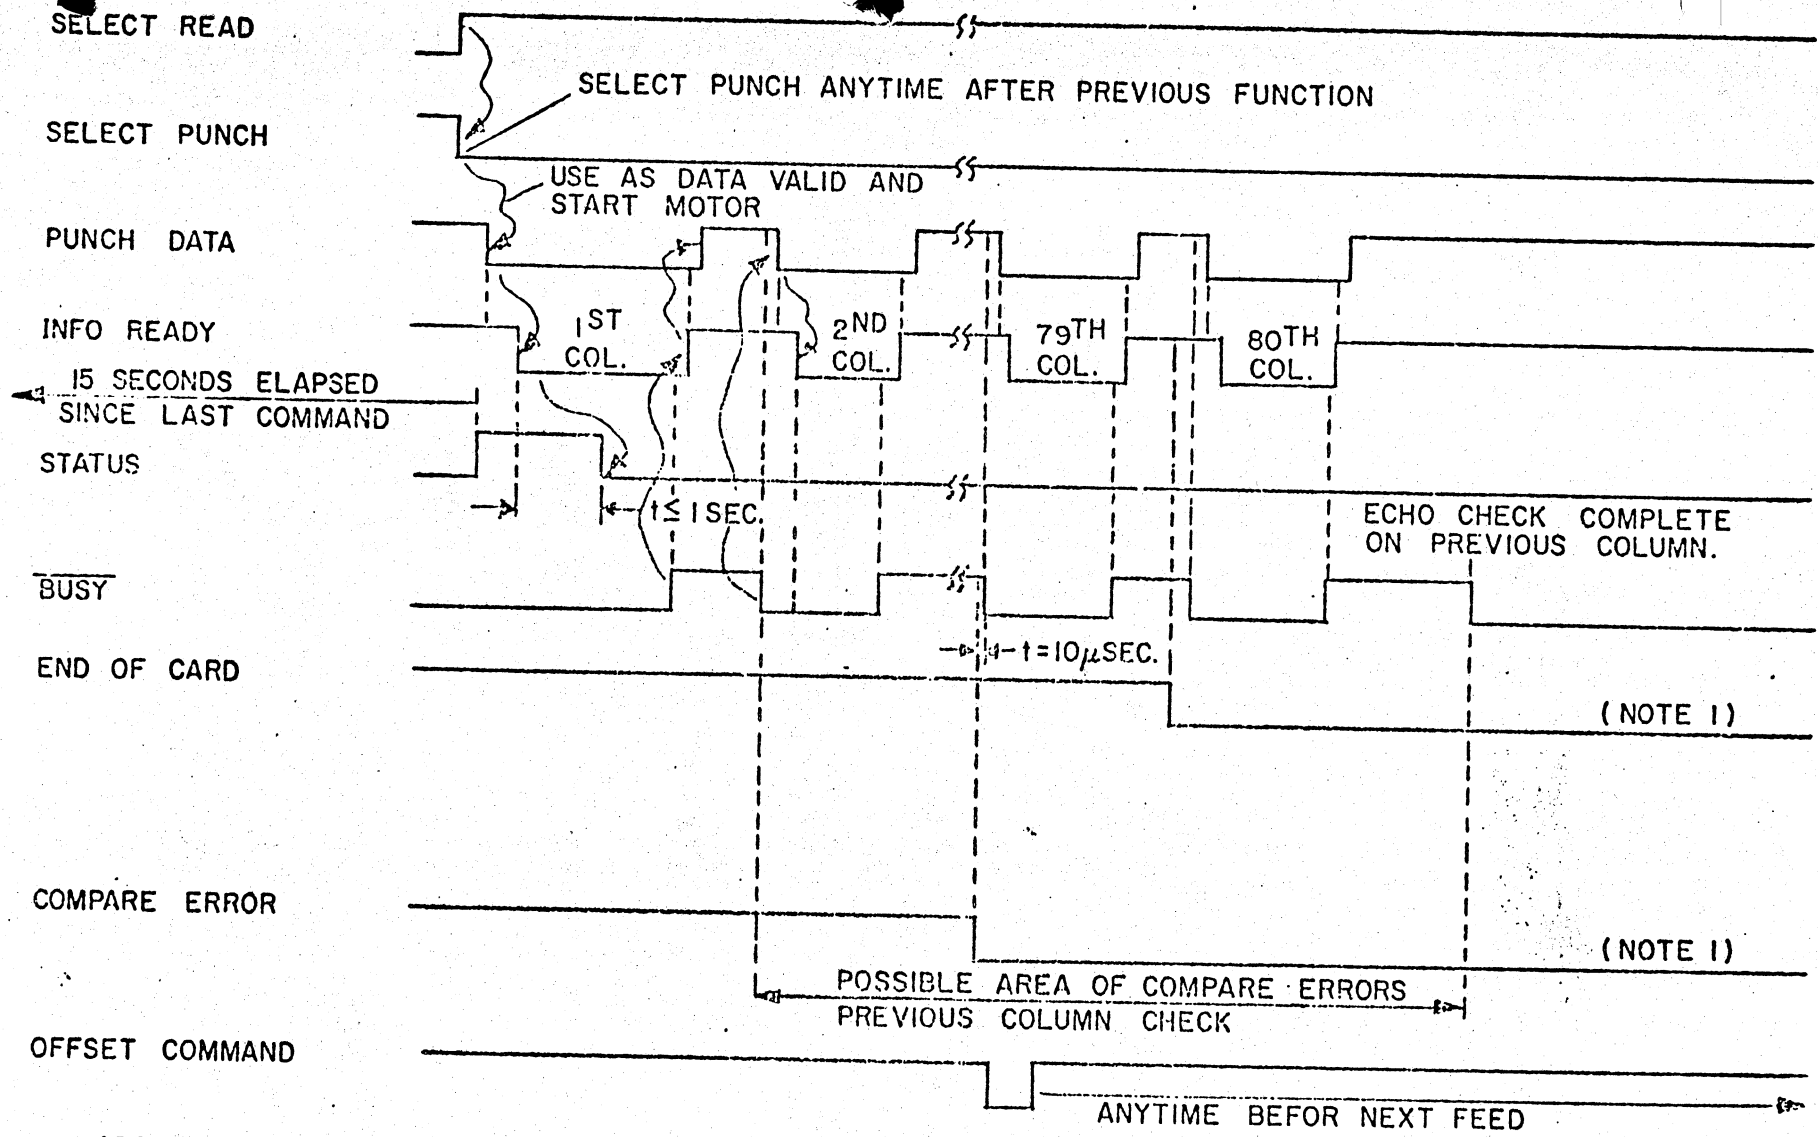 SELECT READ
SELECT PUNCH ANYTIME AFTER PREVIOUS FUNCTION
SELECT PUNCH
USE AS DATA VALID AND
START MOTOR
PUNCH DATA
INFO READY
1ST
COL.
2ND
COL.
79TH
COL.
80TH
COL.
15 SECONDS ELAPSED
SINCE LAST COMMAND
STATUS
t ≤ 1 SEC.
ECHO CHECK COMPLETE
ON PREVIOUS COLUMN.
BUSY
t = 10 µSEC.
END OF CARD
(NOTE 1)
COMPARE ERROR
(NOTE 1)
POSSIBLE AREA OF COMPARE ERRORS
PREVIOUS COLUMN CHECK
OFFSET COMMAND
ANYTIME BEFOR NEXT FEED